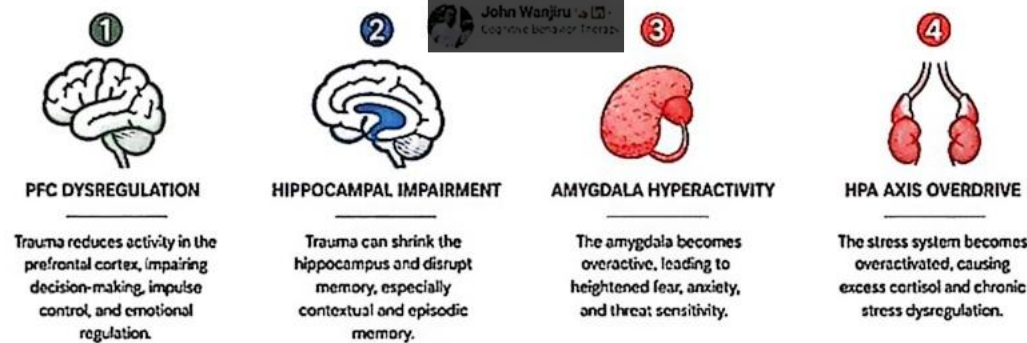 John Wanjiru
Cognitive Behavior Therapy
1
2
3
4
PFC DYSREGULATION
Trauma reduces activity in the
prefrontal cortex, impairing
decision-making, impulse
control, and emotional
regulation.
HIPPOCAMPAL IMPAIRMENT
Trauma can shrink the
hippocampus and disrupt
memory, especially
contextual and episodic
memory.
AMYGDALA HYPERACTIVITY
The amygdala becomes
overactive, leading to
heightened fear, anxiety,
and threat sensitivity.
HPA AXIS OVERDRIVE
The stress system becomes
overactivated, causing
excess cortisol and chronic
stress dysregulation.